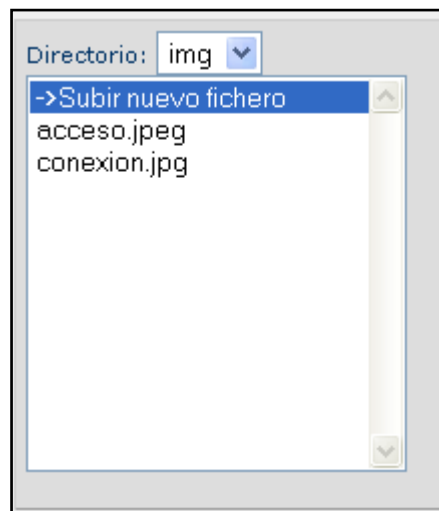 Directorio: img
->Subir nuevo fichero
acceso.jpeg
conexion.jpg